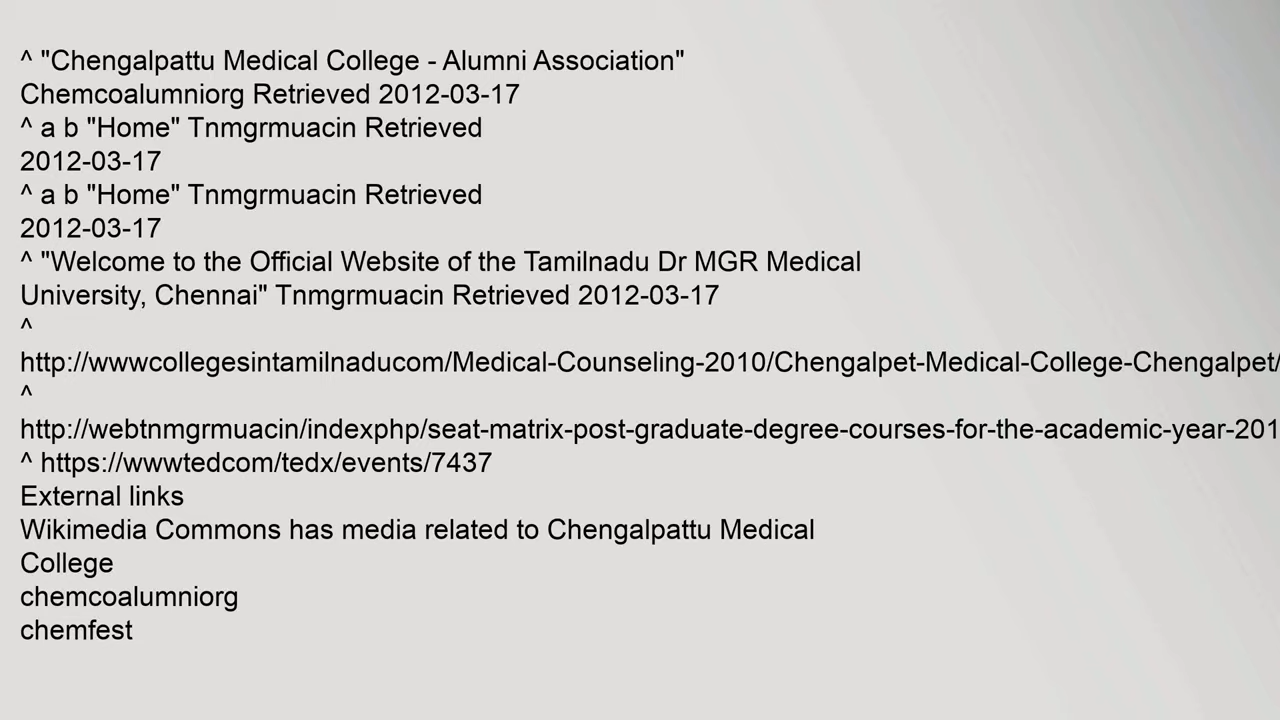 ^ "Chengalpattu Medical College - Alumni Association"
Chemcoalumniorg Retrieved 2012-03-17
^ a b "Home" Tnmgrmuacin Retrieved
2012-03-17
^ a b "Home" Tnmgrmuacin Retrieved
2012-03-17
^ "Welcome to the Official Website of the Tamilnadu Dr MGR Medical
University, Chennai" Tnmgrmuacin Retrieved 2012-03-17
^
http://wwwcollegesintamilnaducom/Medical-Counseling-2010/Chengalpet-Medical-College-Chengalpet/
^
http://webtnmgrmuacin/indexphp/seat-matrix-post-graduate-degree-courses-for-the-academic-year-201
^ https://wwwtedcom/tedx/events/7437
External links
Wikimedia Commons has media related to Chengalpattu Medical
College
chemcoalumniorg
chemfest